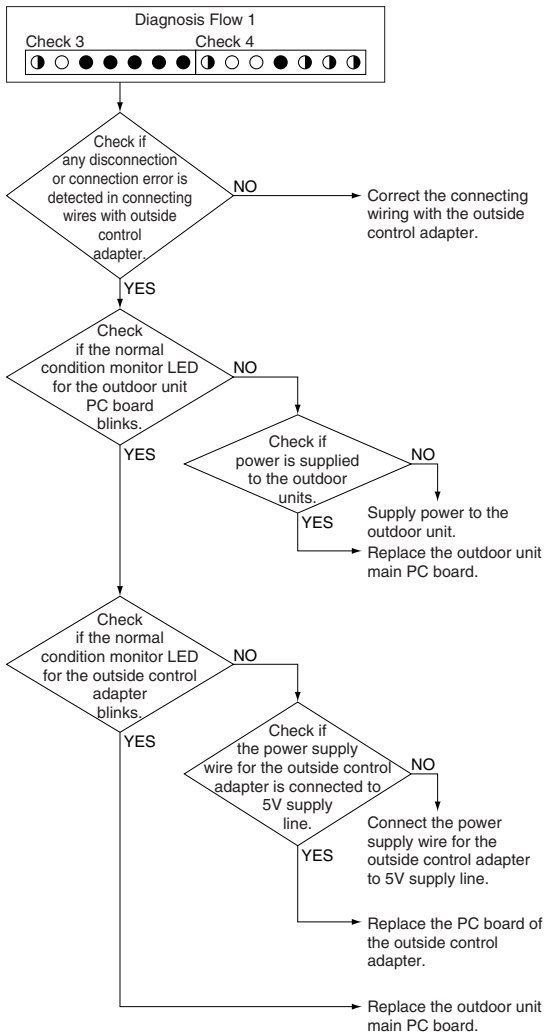 Diagnosis Flow 1
Check 3 Check 4
Check if
any disconnection
or connection error is
detected in connecting
wires with outside
control
adapter.
NO
Correct the connecting
wiring with the outside
control adapter.
YES
Check
if the normal
condition monitor LED
for the outdoor unit
PC board
blinks.
NO
YES
Check if
power is supplied
to the outdoor
units.
NO
Supply power to the
outdoor unit.
YES
Replace the outdoor unit
main PC board.
Check
if the normal
condition monitor LED
for the outside control
adapter
blinks.
NO
YES
Check if
the power supply
wire for the outside control
adapter is connected to
5V supply
line.
NO
Connect the power
supply wire for the
outside control adapter
to 5V supply line.
YES
Replace the PC board of
the outside control
adapter.
Replace the outdoor unit
main PC board.